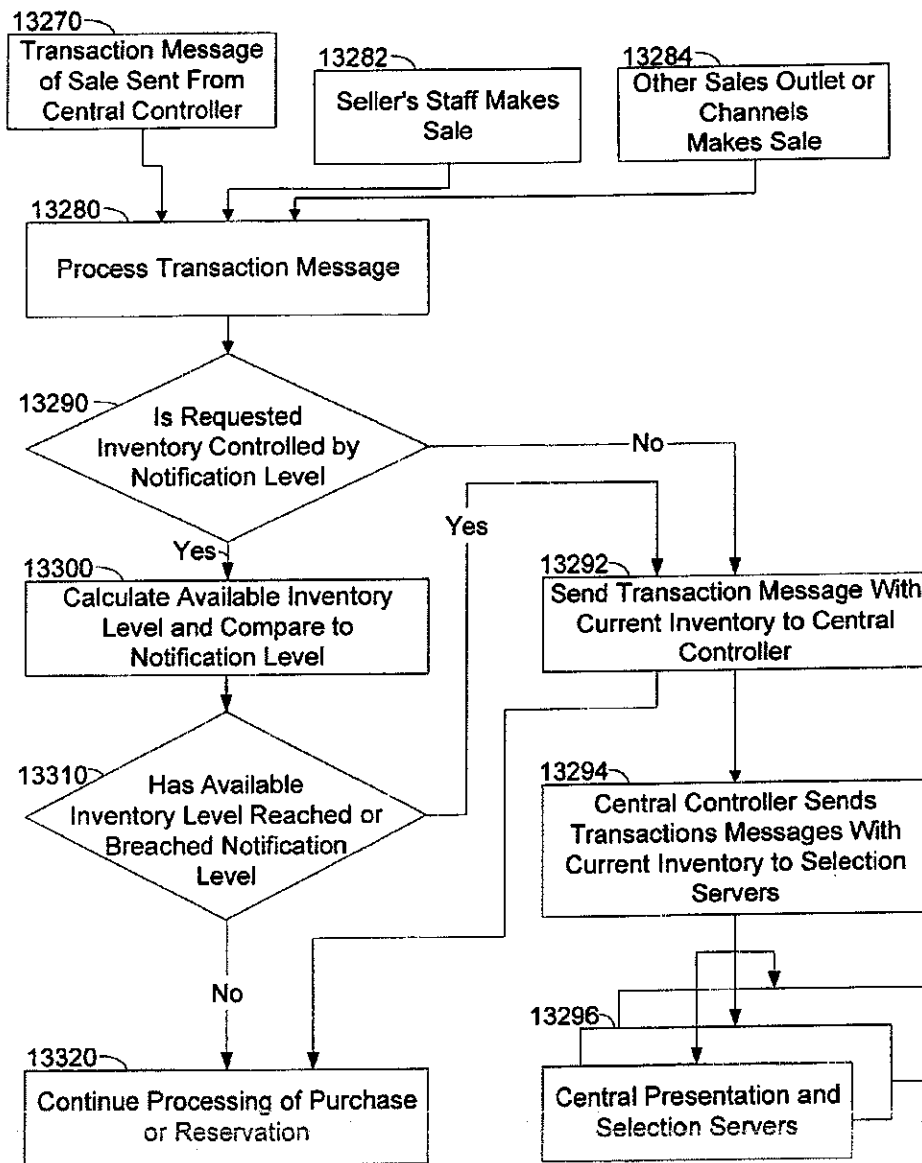 13270
Transaction Message
of Sale Sent From
Central Controller
13282
Seller's Staff Makes
Sale
13284
Other Sales Outlet or
Channels
Makes Sale
13280
Process Transaction Message
13290
Is Requested
Inventory Controlled by
Notification Level
No
Yes
Yes
13300
Calculate Available Inventory
Level and Compare to
Notification Level
13292
Send Transaction Message With
Current Inventory to Central
Controller
13310
Has Available
Inventory Level Reached or
Breached Notification
Level
13294
Central Controller Sends
Transactions Messages With
Current Inventory to Selection
Servers
No
13296
Central Presentation and
Selection Servers
13320
Continue Processing of Purchase
or Reservation